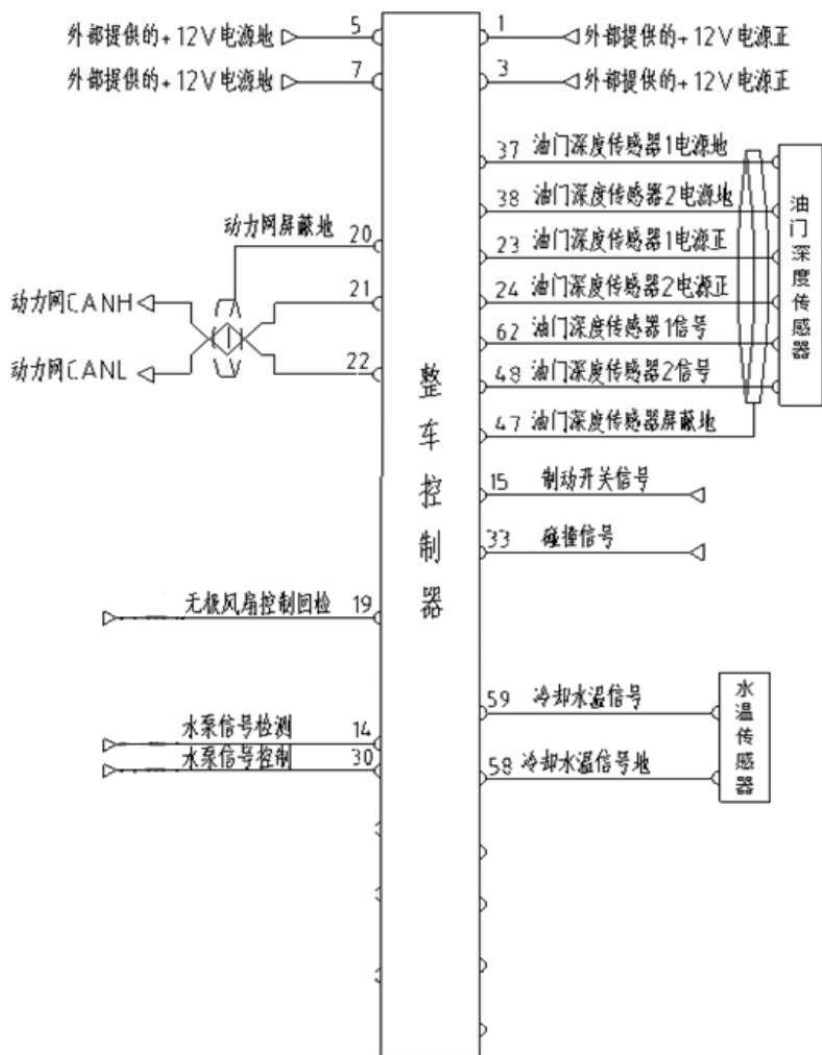 外部提供的+12V电源地 5
1 外部提供的+12V电源正
外部提供的+12V电源地 7
3 外部提供的+12V电源正
37 油门深度传感器1电源地
38 油门深度传感器2电源地
动力网屏蔽地 20
23 油门深度传感器1电源正
动力网CANH 21
24 油门深度传感器2电源正
62 油门深度传感器1信号
动力网CANL 22
48 油门深度传感器2信号
47 油门深度传感器屏蔽地
油门深度传感器
整车控制器
15 制动开关信号
33 碰撞信号
无极风扇控制回检 19
59 冷却水温信号
水泵信号检测 14
水泵信号控制 30
58 冷却水温信号地
水温传感器